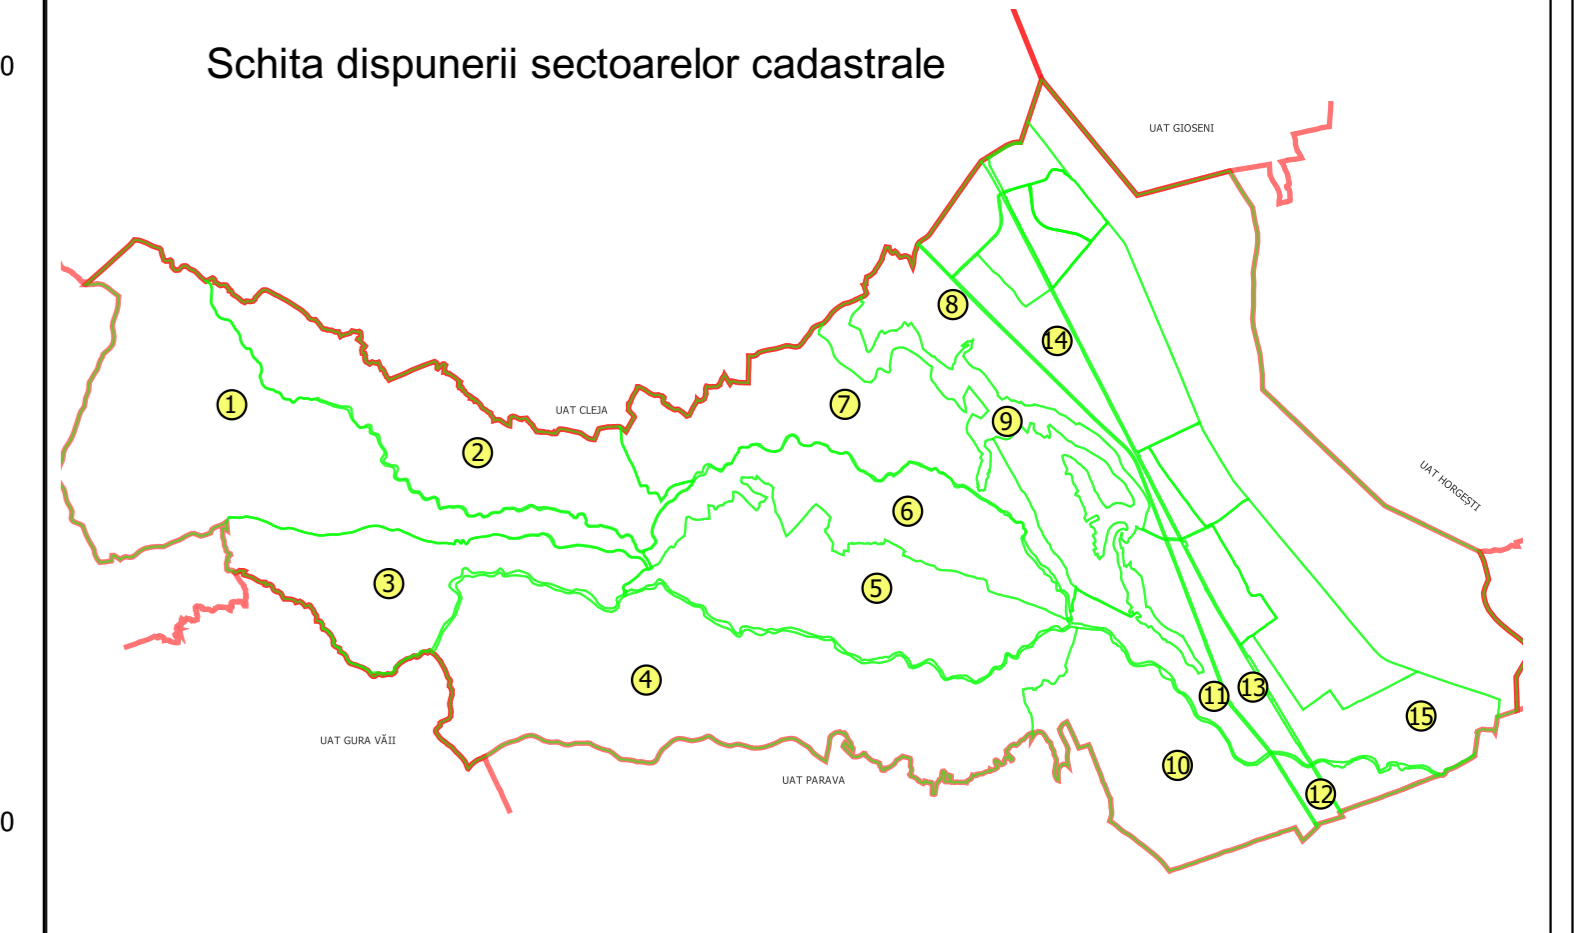 0
Schita dispunerii sectoarelor cadastrale
UAT GIOSENI
8
14
1
7
UAT CLEJA
9
2
UAT HORGEȘTI
6
3
5
4
13
11
15
UAT GURA VĂII
10
UAT PARAVA
12
0